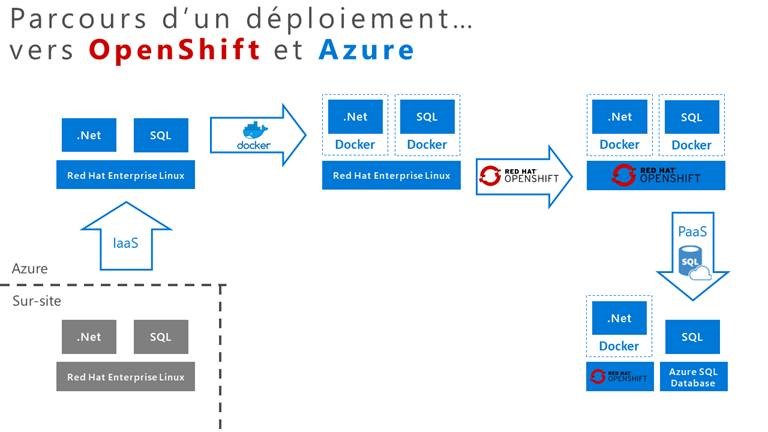 Parcours d'un déploiement...
vers OpenShift et Azure
.Net
SQL
Red Hat Enterprise Linux
docker
.Net
SQL
Docker
Docker
Red Hat Enterprise Linux
RED HAT
OPENSHIFT
.Net
SQL
Docker
Docker
RED HAT
OPENSHIFT
IaaS
PaaS
SQL
Azure
Sur-site
.Net
SQL
Red Hat Enterprise Linux
.Net
Docker
SQL
RED HAT
OPENSHIFT
Azure SQL
Database